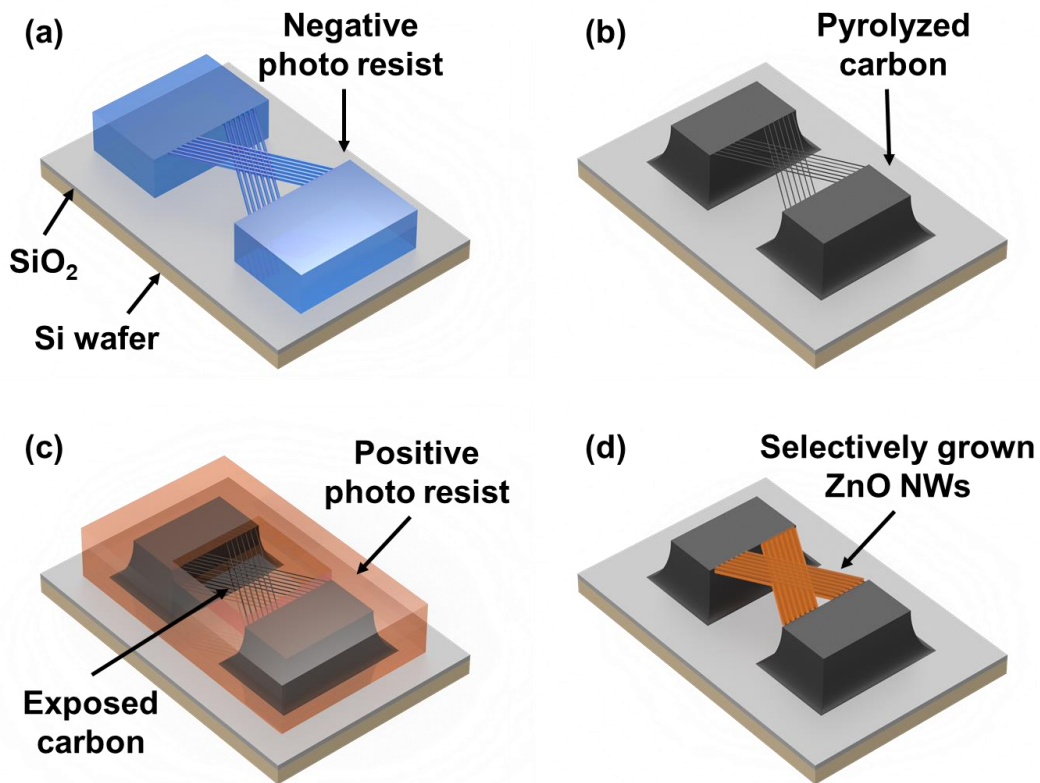 (a)
Negative
photo resist
SiO₂
Si wafer
(b)
Pyrolyzed
carbon
(c)
Positive
photo resist
Exposed
carbon
(d)
Selectively grown
ZnO NWs